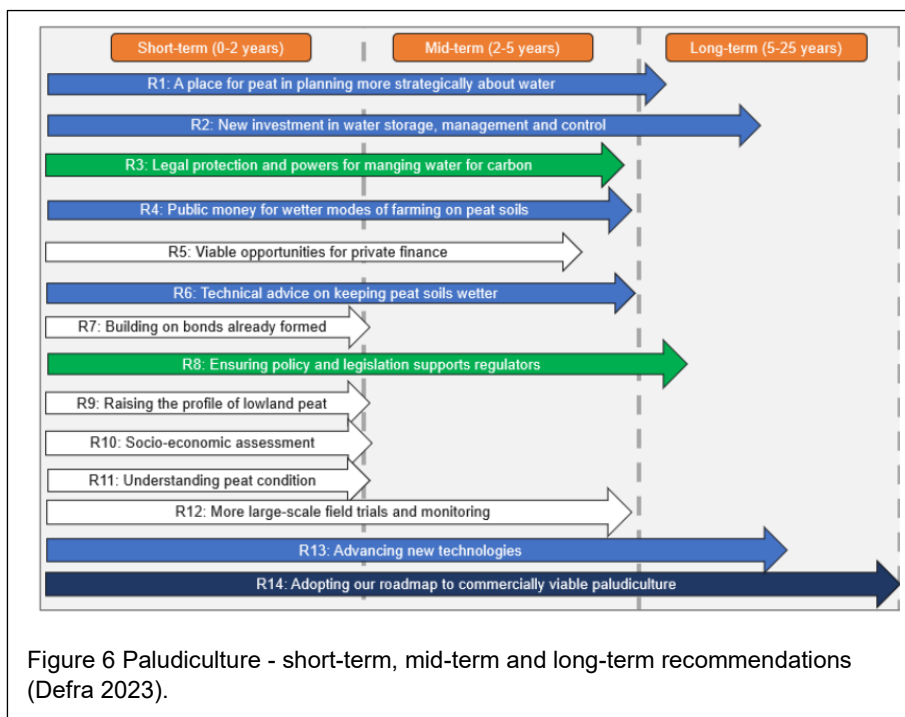 Short-term (0-2 years)
Mid-term (2-5 years)
Long-term (5-25 years)
R1: A place for peat in planning more strategically about water
R2: New investment in water storage, management and control
R3: Legal protection and powers for manging water for carbon
R4: Public money for wetter modes of farming on peat soils
R5: Viable opportunities for private finance
R6: Technical advice on keeping peat soils wetter
R7: Building on bonds already formed
R8: Ensuring policy and legislation supports regulators
R9: Raising the profile of lowland peat
R10: Socio-economic assessment
R11: Understanding peat condition
R12: More large-scale field trials and monitoring
R13: Advancing new technologies
R14: Adopting our roadmap to commercially viable paludiculture
Figure 6 Paludiculture - short-term, mid-term and long-term recommendations
(Defra 2023).